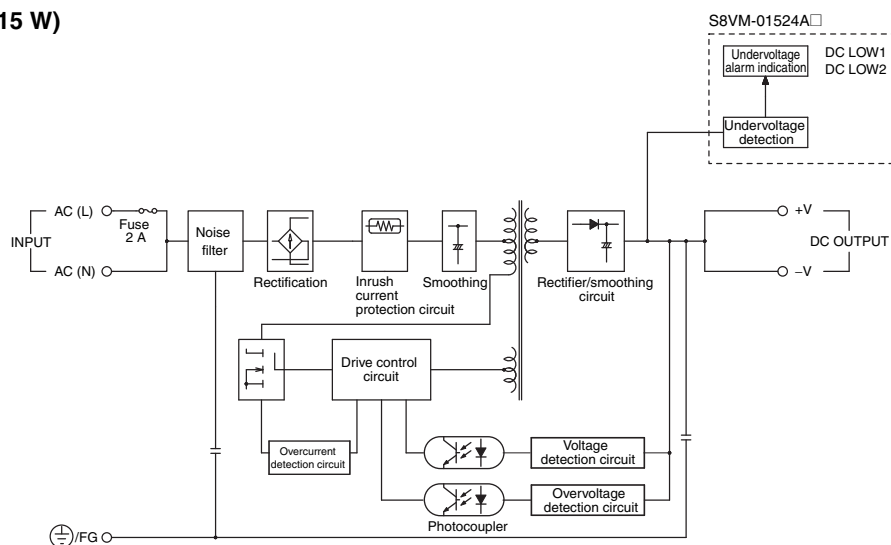 15 W)
S8VM-01524A□
Undervoltage
alarm indication
DC LOW1
DC LOW2
Undervoltage
detection
INPUT
AC (L)
Fuse
2 A
AC (N)
Noise
filter
Rectification
Inrush
current
protection circuit
Smoothing
Rectifier/smoothing
circuit
+V
DC OUTPUT
−V
Drive control
circuit
Overcurrent
detection circuit
Voltage
detection circuit
Overvoltage
detection circuit
Photocoupler
/FG